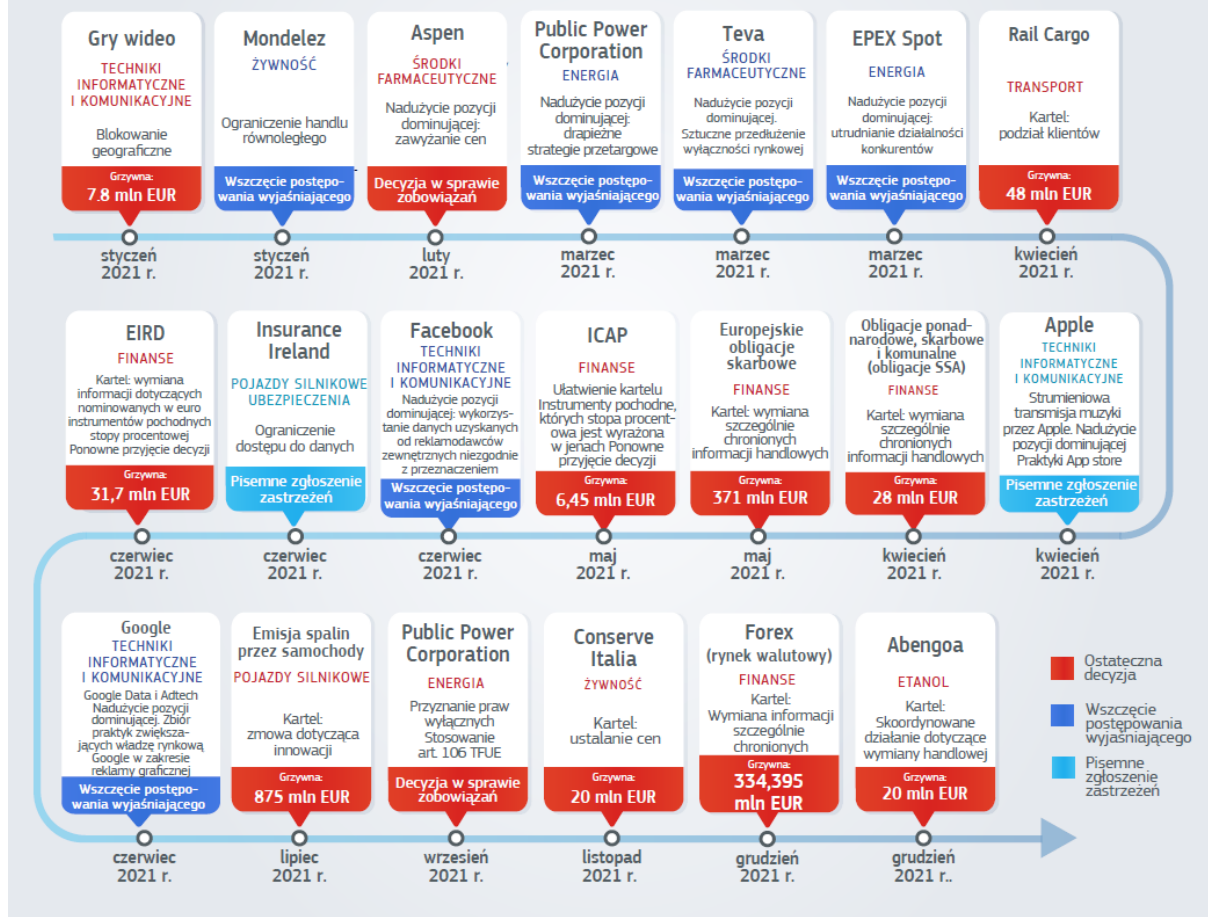 Gry wideo
TECHNIKI
INFORMATYCZNE
I KOMUNIKACYJNE
Blokowanie
geograficzne
Grzywna:
7.8 mln EUR
styczeń
2021 r.
Mondelez
ŻYWNOŚĆ
Ograniczenie handlu
równoległego
Wszczęcie postępo-
wania wyjaśniającego
styczeń
2021 r.
Aspen
ŚRODKI
FARMACEUTYCZNE
Nadużycie pozycji
dominującej:
zawyżanie cen
Decyzja w sprawie
zobowiązań
luty
2021 r.
Public Power
Corporation
ENERGIA
Nadużycie pozycji
dominującej:
drapieżne
strategie przetargowe
Wszczęcie postępo-
wania wyjaśniającego
marzec
2021 r.
Teva
ŚRODKI
FARMACEUTYCZNE
Nadużycie pozycji
dominującej.
Sztuczne przedłużenie
wyłączności rynkowej
Wszczęcie postępo-
wania wyjaśniającego
marzec
2021 r.
EPEX Spot
ENERGIA
Nadużycie pozycji
dominującej:
utrudnianie działalności
konkurentów
Wszczęcie postępo-
wania wyjaśniającego
marzec
2021 r.
Rail Cargo
TRANSPORT
Kartel:
podział klientów
Grzywna:
48 mln EUR
kwiecień
2021 r.
EIRD
FINANSE
Kartel: wymiana
informacji dotyczących
nominowanych w euro
instrumentów pochodnych
stopy procentowej
Ponowne przyjęcie decyzji
Grzywna:
31,7 mln EUR
czerwiec
2021 r.
Insurance
Ireland
POJAZDY SILNIKOWE
UBEZPIECZENIA
Ograniczenie
dostępu do danych
Pisemne zgłoszenie
zastrzeżeń
czerwiec
2021 r.
Facebook
TECHNIKI
INFORMATYCZNE
I KOMUNIKACYJNE
Nadużycie pozycji
dominującej: wykorzys-
tanie danych uzyskanych
od reklamodawców
zewnętrznych niezgodnie
z przeznaczeniem
Wszczęcie postępo-
wania wyjaśniającego
czerwiec
2021 r.
ICAP
FINANSE
Ułatwienie kartelu
Instrumenty pochodne,
których stopa procent-
owa jest wyrażona
w jenach Ponowne
przyjęcie decyzji
Grzywna:
6,45 mln EUR
maj
2021 r.
Europejskie
obligacje
skarbowe
FINANSE
Kartel: wymiana
szczególnie
chronionych
informacji handlowych
Grzywna:
371 mln EUR
maj
2021 r.
Obligacje ponad-
narodowe, skarbowe
i komunalne
(obligacje SSA)
FINANSE
Kartel: wymiana
szczególnie
chronionych
informacji handlowych
Grzywna:
28 mln EUR
kwiecień
2021 r.
Apple
TECHNIKI
INFORMATYCZNE
I KOMUNIKACYJNE
Strumieniowa
transmisja muzyki
przez Apple. Nadużycie
pozycji dominującej
Praktyki App store
Pisemne zgłoszenie
zastrzeżeń
kwiecień
2021 r.
Google
TECHNIKI
INFORMATYCZNE
I KOMUNIKACYJNE
Google Data i Adtech
Nadużycie pozycji
dominującej. Zbiór
praktyk zwiększa-
jących władzę rynkową
Google w zakresie
reklamy graficznej
Wszczęcie postępo-
wania wyjaśniającego
czerwiec
2021 r.
Emisja spalin
przez samochody
POJAZDY SILNIKOWE
Kartel:
zmowa dotycząca
innowacji
Grzywna:
875 mln EUR
lipiec
2021 r.
Public Power
Corporation
ENERGIA
Przyznanie praw
wyłącznych
Stosowanie
art. 106 TFUE
Decyzja w sprawie
zobowiązań
wrzesień
2021 r.
Conserve
Italia
ŻYWNOŚĆ
Kartel:
ustalanie cen
Grzywna:
20 mln EUR
listopad
2021 r.
Forex
(rynek walutowy)
FINANSE
Kartel:
Wymiana informacji
szczególnie
chronionych
Grzywna:
334,395
mln EUR
grudzień
2021 r.
Abengoa
ETANOL
Kartel:
Skoordynowane
działanie dotyczące
wymiany handlowej
Grzywna:
20 mln EUR
grudzień
2021 r..
Ostateczna
decyzja
Wszczęcie
postępowania
wyjaśniającego
Pisemne
zgłoszenie
zastrzeżeń